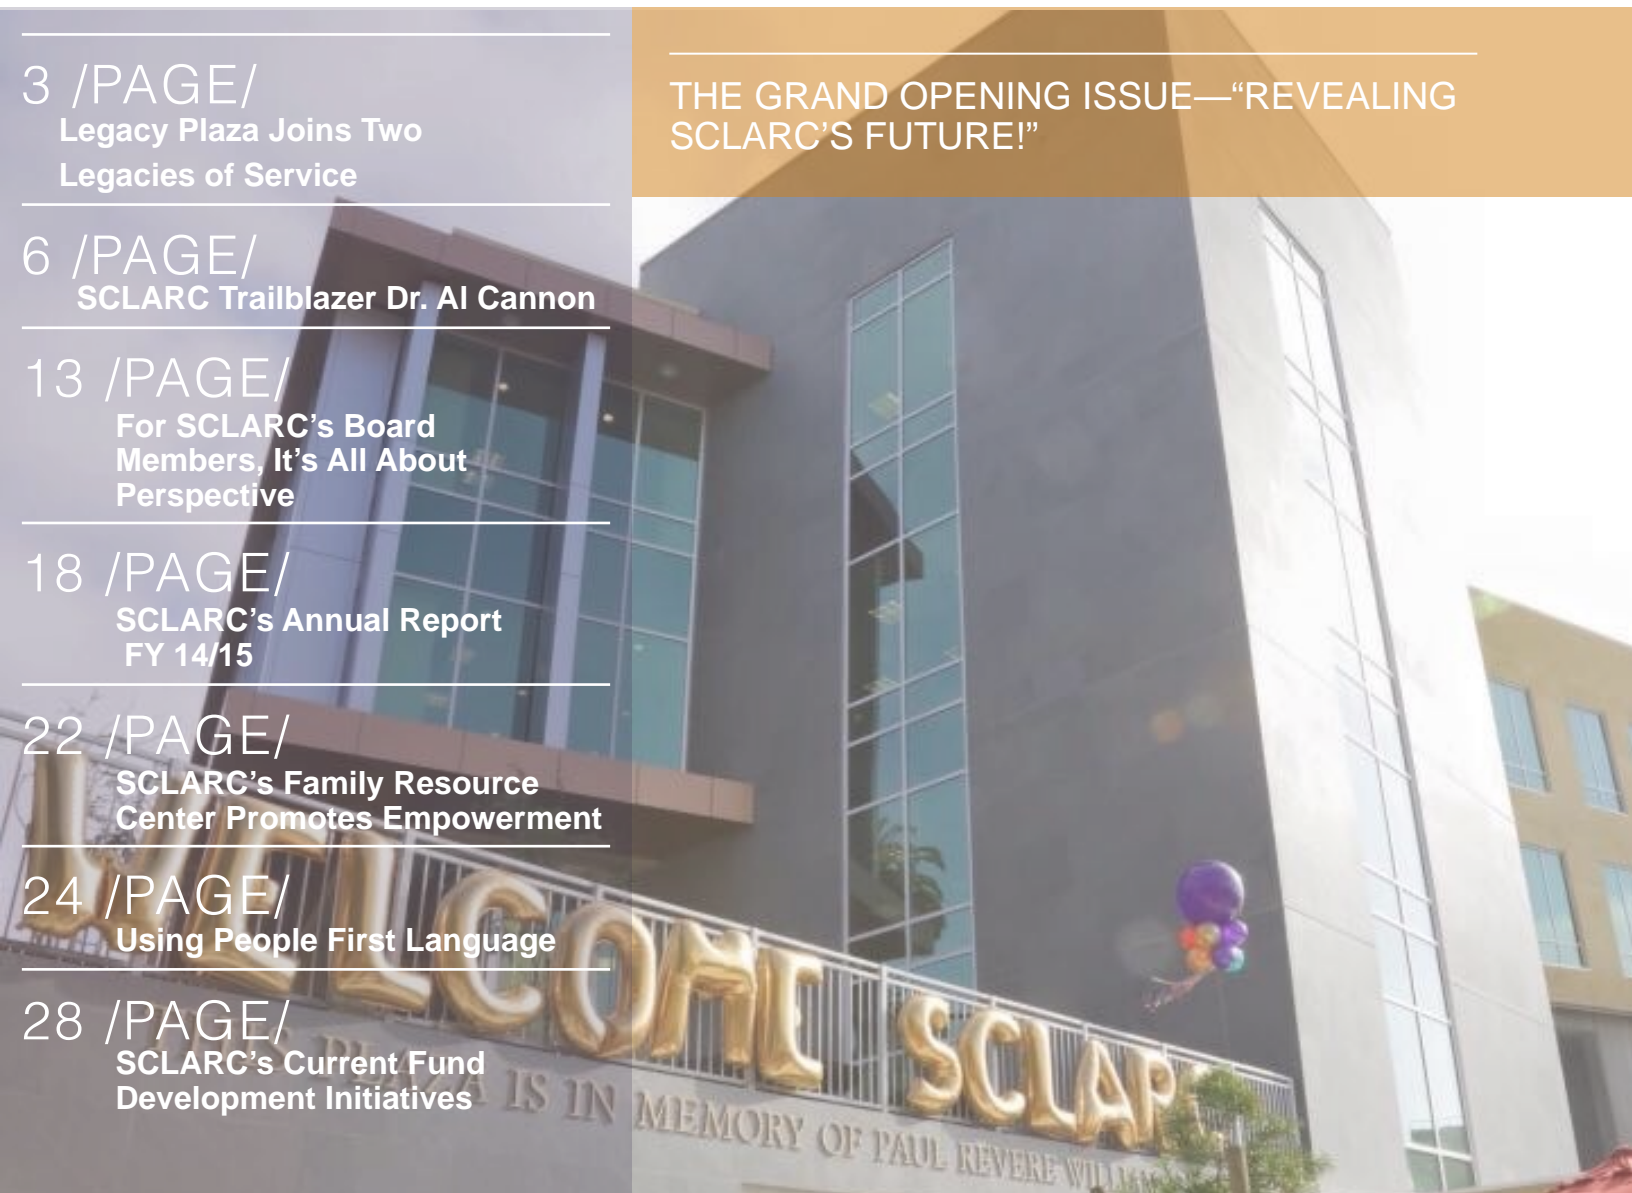 3 /PAGE/
Legacy Plaza Joins Two
Legacies of Service
6 /PAGE/
SCLARC Trailblazer Dr. Al Cannon
13 /PAGE/
For SCLARC’s Board
Members, It’s All About
Perspective
18 /PAGE/
SCLARC’s Annual Report
FY 14/15
22 /PAGE/
SCLARC’s Family Resource
Center Promotes Empowerment
24 /PAGE/
Using People First Language
28 /PAGE/
SCLARC’s Current Fund
Development Initiatives
THE GRAND OPENING ISSUE—“REVEALING
SCLARC’S FUTURE!”
WELCOME SCLARC
PLAZA IS IN MEMORY OF PAUL REVERE